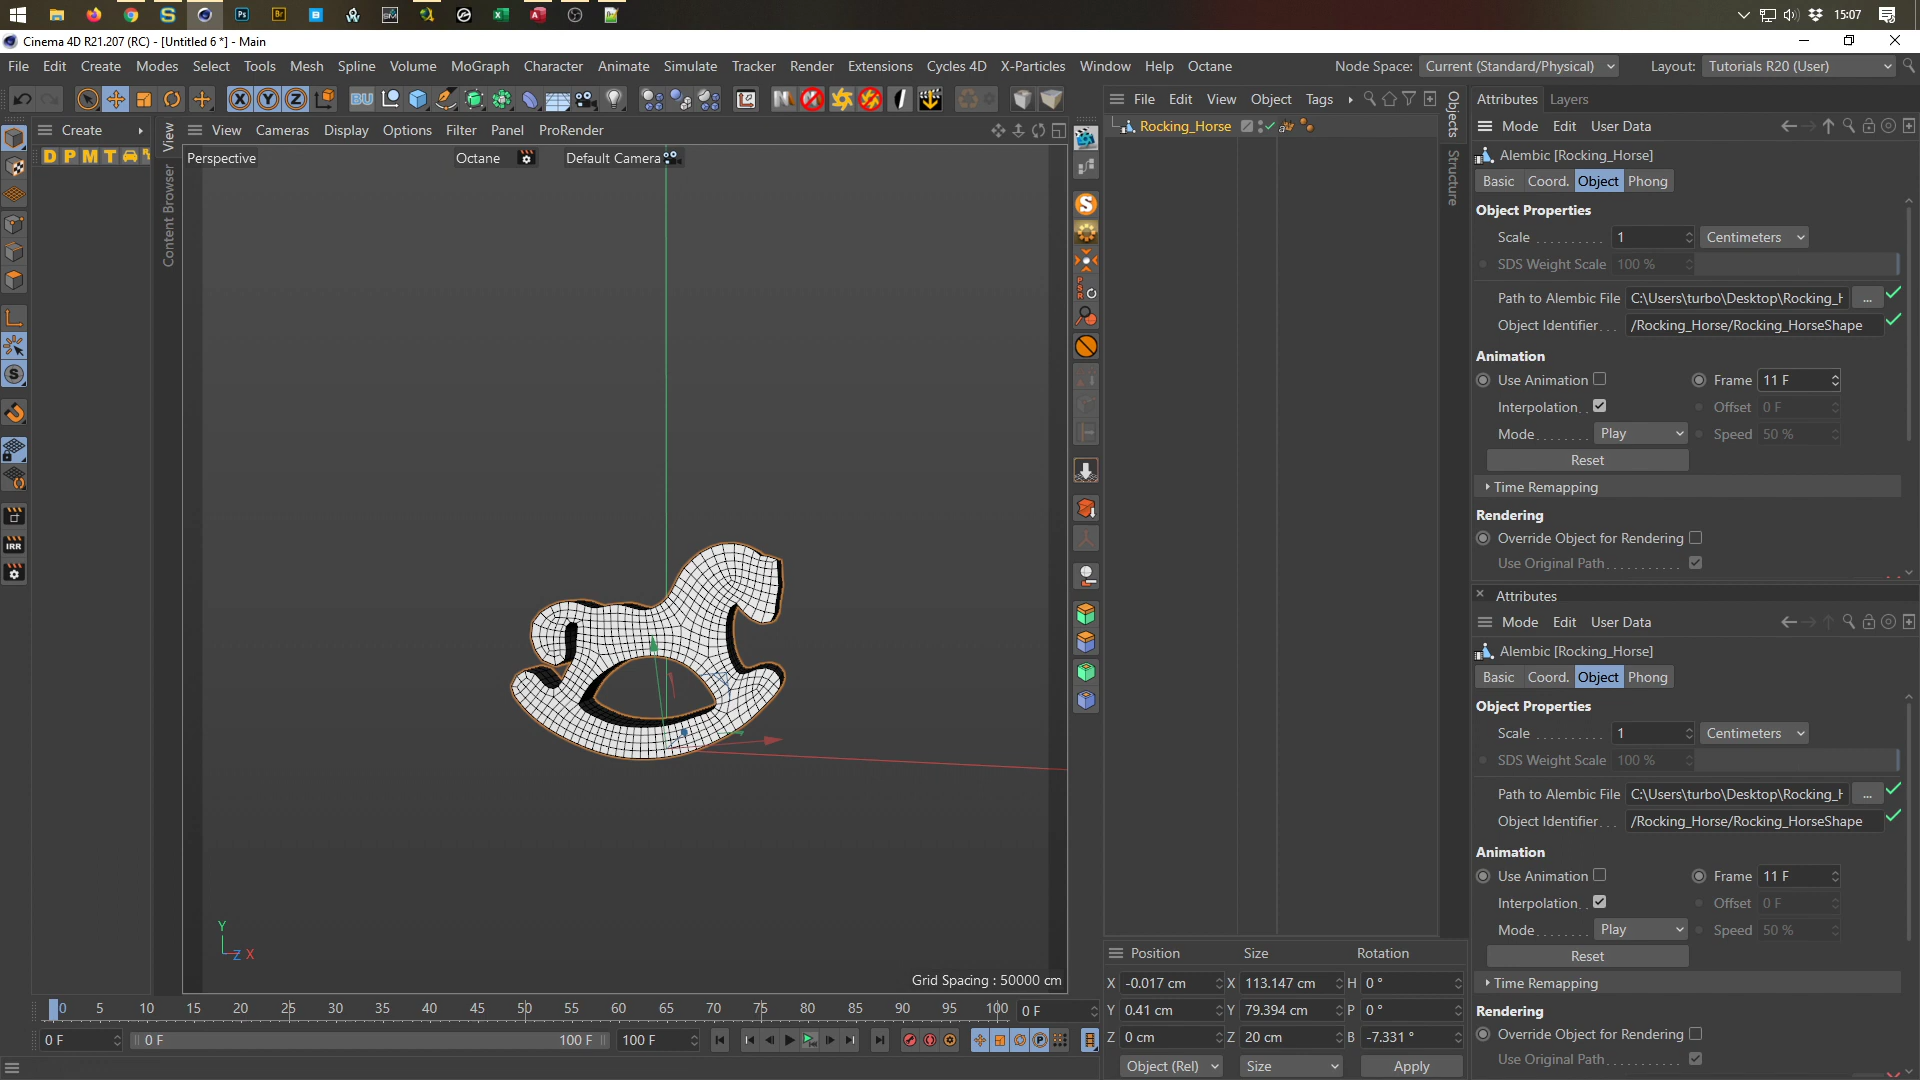 15:07
Cinema 4D R21.207 (RC) - [Untitled 6 *] - Main
File Edit Create Modes Select Tools Mesh Spline Volume MoGraph Character Animate Simulate Tracker Render Extensions Cycles 4D X-Particles Window Help Octane Node Space: Current (Standard/Physical) Layout: Tutorials R20 (User)
BU
File Edit View Object Tags
Attributes Layers
Create
View Cameras Display Options Filter Panel ProRender
Mode Edit User Data
D P M T
View
Content Browser
Objects
Structure
Perspective Octane Default Camera
Rocking_Horse
Alembic [Rocking_Horse]
Basic Coord. Object Phong
Object Properties
Scale 1 Centimeters
SDS Weight Scale 100 %
Path to Alembic File C:\Users\turbo\Desktop\Rocking_H ...
Object Identifier... /Rocking_Horse/Rocking_HorseShape
Animation
Use Animation Frame 11 F
Interpolation.. Offset 0 F
Mode Play Speed 50 %
Reset
Time Remapping
Rendering
Override Object for Rendering
Use Original Path
IRR
PSR
Attributes
Mode Edit User Data
Alembic [Rocking_Horse]
Basic Coord. Object Phong
Object Properties
Scale 1 Centimeters
SDS Weight Scale 100 %
Path to Alembic File C:\Users\turbo\Desktop\Rocking_H ...
Object Identifier... /Rocking_Horse/Rocking_HorseShape
Animation
Use Animation Frame 11 F
Interpolation.. Offset 0 F
Mode Play Speed 50 %
Reset
Time Remapping
Rendering
Override Object for Rendering
Use Original Path
Y
Z X
Grid Spacing : 50000 cm
0 5 10 15 20 25 30 35 40 45 50 55 60 65 70 75 80 85 90 95 100 0 F
0 F 0 F 100 F 100 F
Position Size Rotation
X -0.017 cm X 113.147 cm H 0 °
Y 0.41 cm Y 79.394 cm P 0 °
Z 0 cm Z 20 cm B -7.331 °
Object (Rel) Size Apply